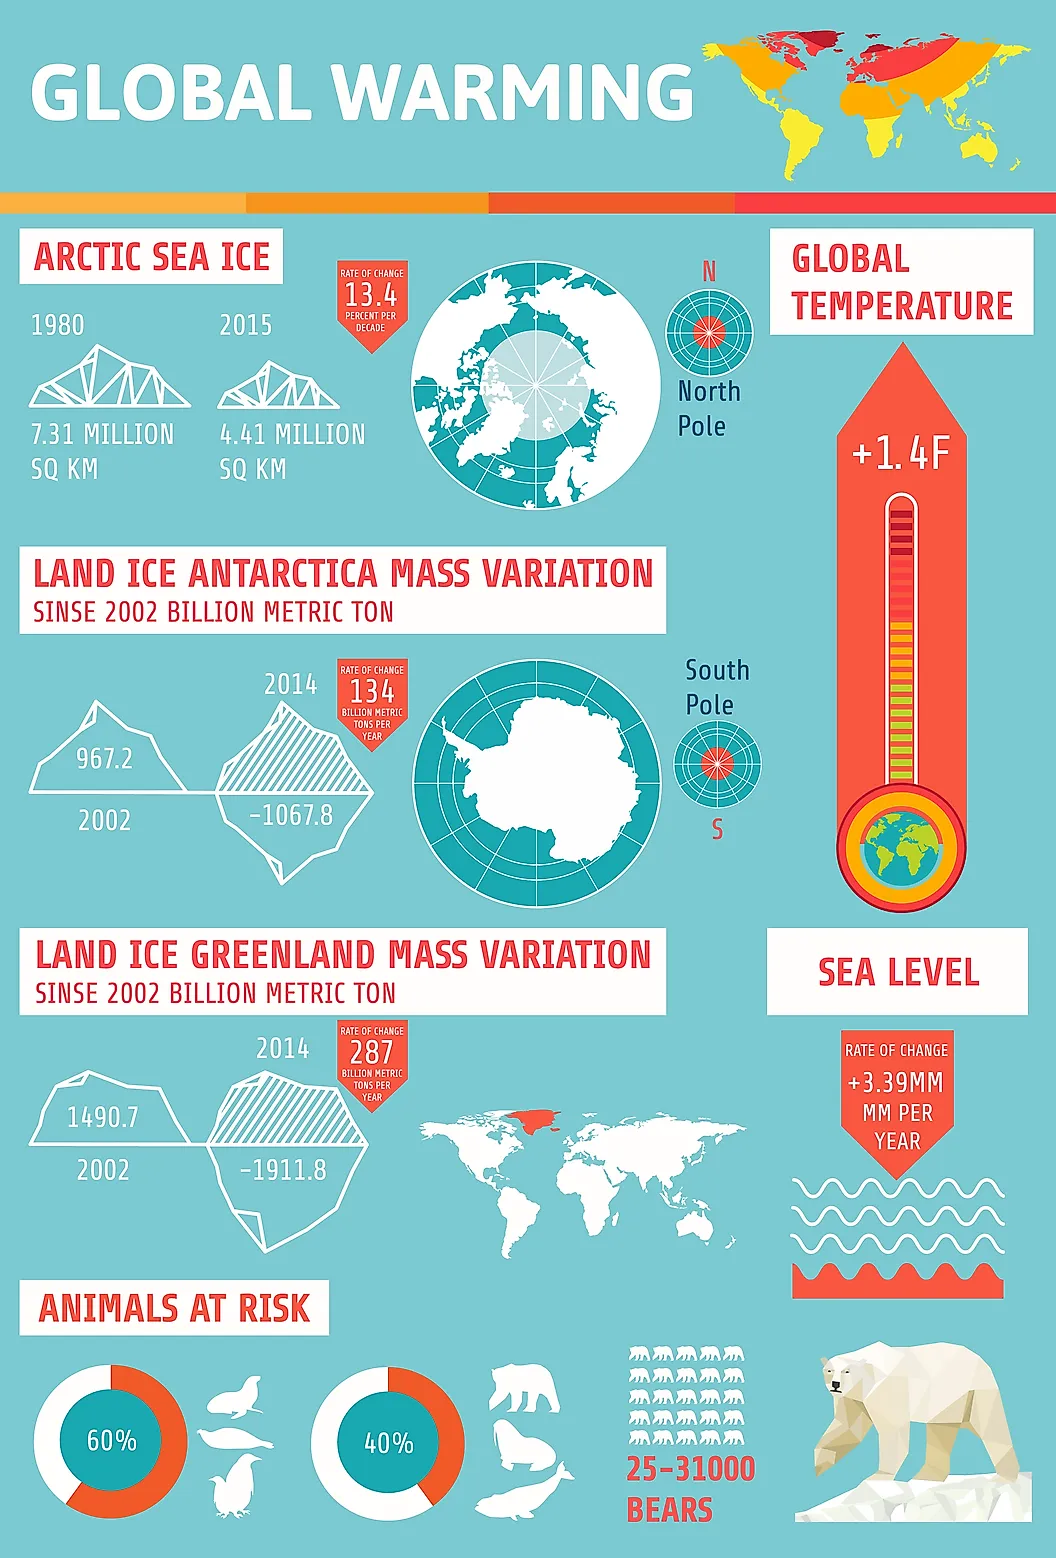 GLOBAL WARMING
ARCTIC SEA ICE
1980
7.31 MILLION
SQ KM
2015
4.41 MILLION
SQ KM
RATE OF CHANGE
13.4
PERCENT PER
DECADE
N
North
Pole
GLOBAL
TEMPERATURE
+1.4F
LAND ICE ANTARCTICA MASS VARIATION
SINSE 2002 BILLION METRIC TON
967.2
2002
2014
-1067.8
RATE OF CHANGE
134
BILLION METRIC
TONS PER
YEAR
South
Pole
S
LAND ICE GREENLAND MASS VARIATION
SINSE 2002 BILLION METRIC TON
1490.7
2002
2014
-1911.8
RATE OF CHANGE
287
BILLION METRIC
TONS PER
YEAR
SEA LEVEL
RATE OF CHANGE
+3.39MM
MM PER
YEAR
ANIMALS AT RISK
60%
40%
25-31000
BEARS